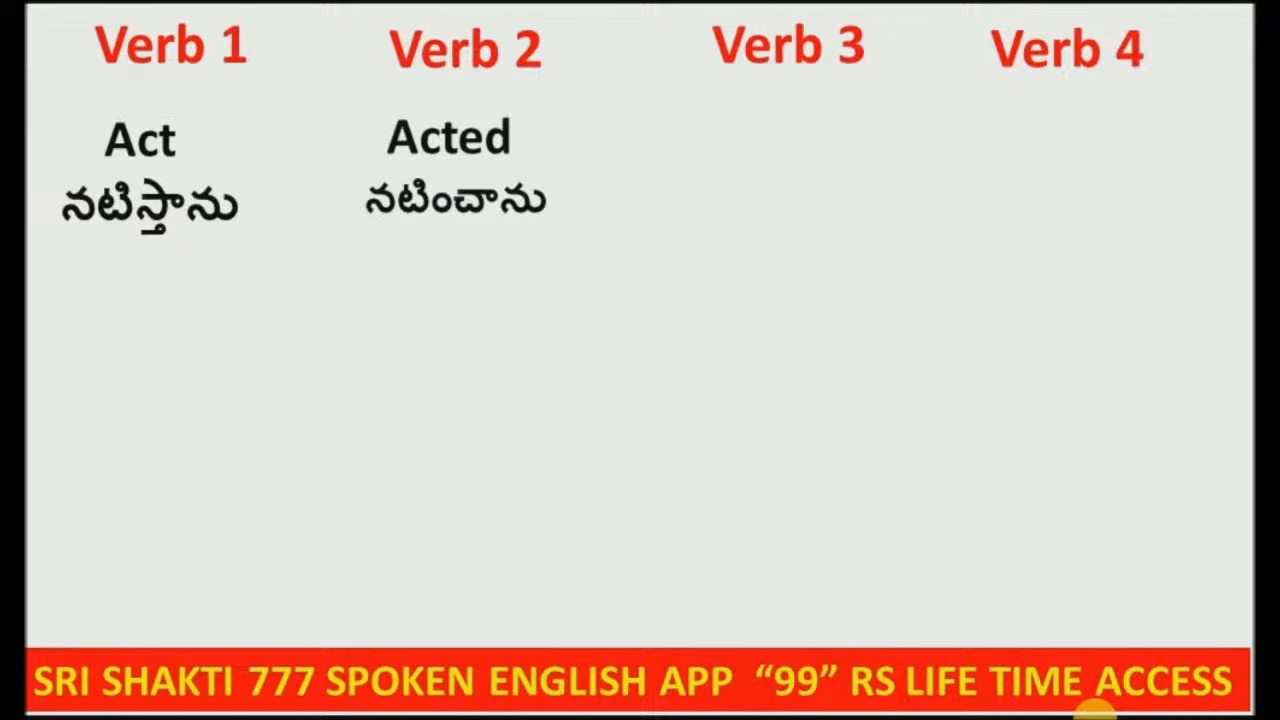 Verb 1 Verb 2 Verb 3 Verb 4
Act Acted
నటిస్తాను నటించాను
SRI SHAKTI 777 SPOKEN ENGLISH APP “99” RS LIFE TIME ACCESS